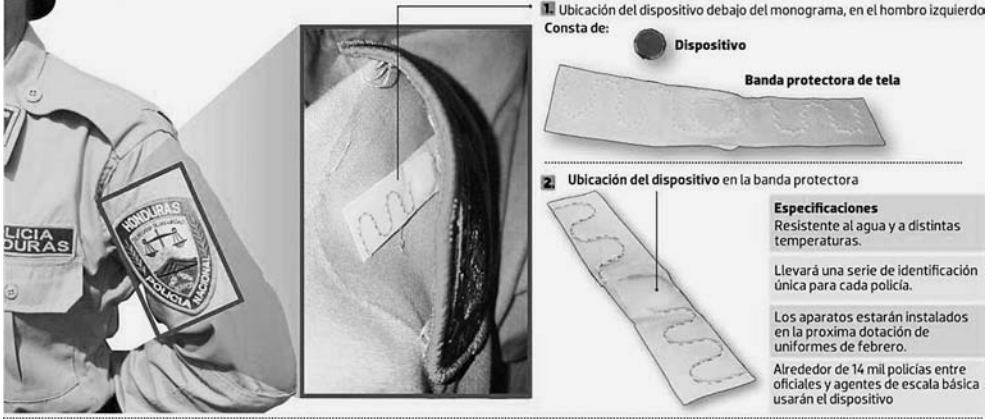 1. Ubicación del dispositivo debajo del monograma, en el hombro izquierdo
Consta de:
Dispositivo
Banda protectora de tela
2. Ubicación del dispositivo en la banda protectora
Especificaciones
Resistente al agua y a distintas
temperaturas.
Llevará una serie de identificación
única para cada policía.
Los aparatos estarán instalados
en la proxima dotación de
uniformes de febrero.
Alrededor de 14 mil policías entre
oficiales y agentes de escala básica
usarán el dispositivo
LICIA
DURAS
HONDURAS
POLICIA NACIONAL